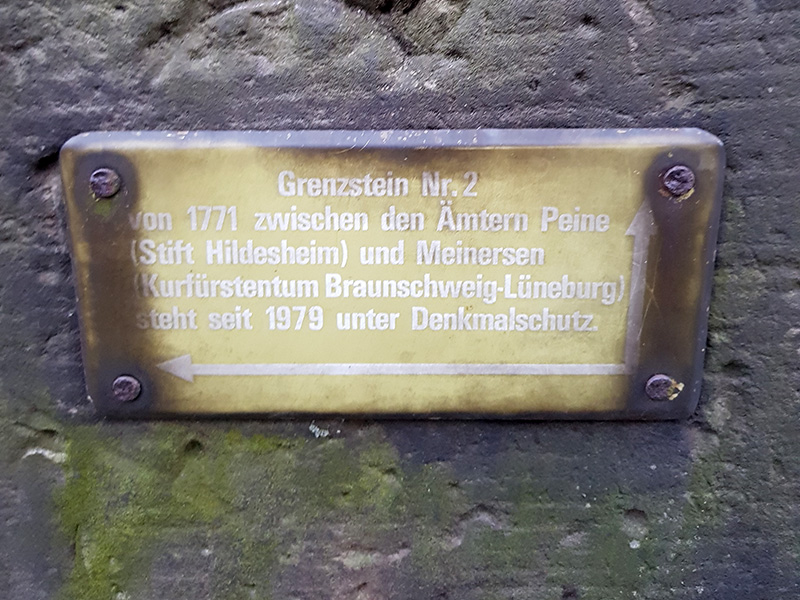 Grenzstein Nr. 2
von 1771 zwischen den Ämtern Peine
(Stift Hildesheim) und Meinersen
(Kurfürstentum Braunschweig-Lüneburg)
steht seit 1979 unter Denkmalschutz.